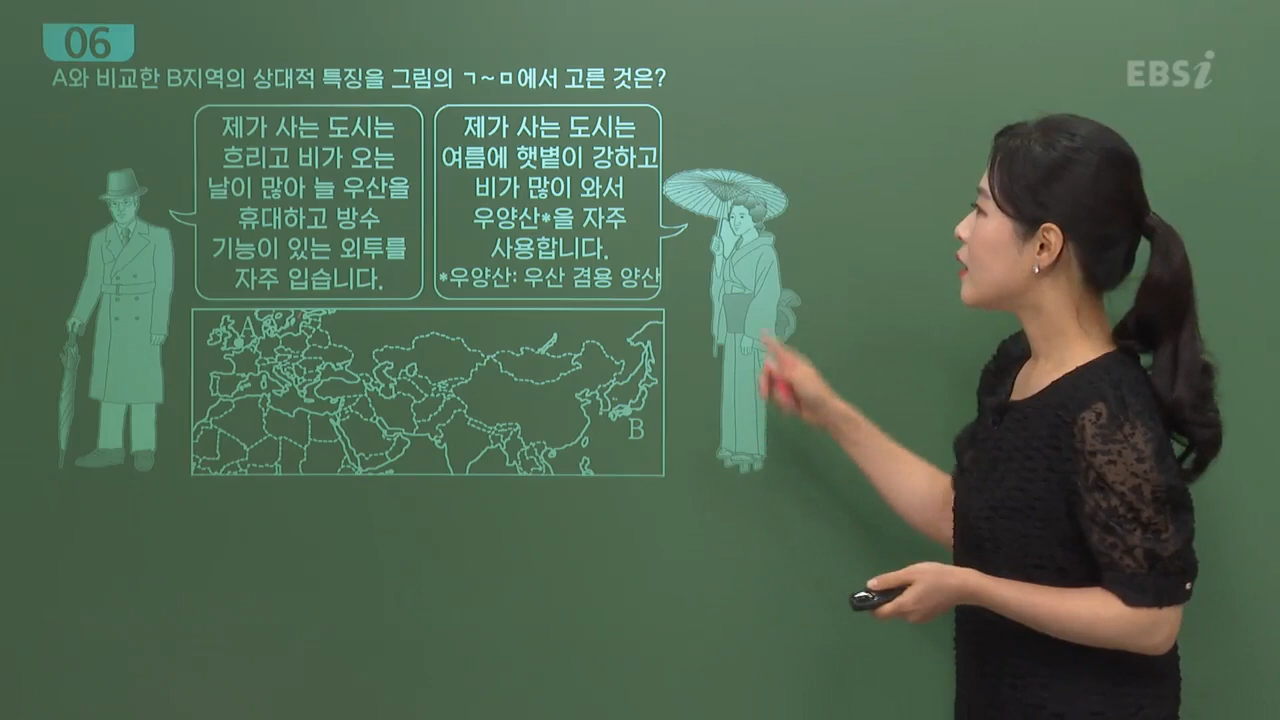 06
EBSi
A와 비교한 B지역의 상대적 특징을 그림의 ㄱ~ㅁ에서 고른 것은?
제가 사는 도시는
흐리고 비가 오는
날이 많아 늘 우산을
휴대하고 방수
기능이 있는 외투를
자주 입습니다.
제가 사는 도시는
여름에 햇볕이 강하고
비가 많이 와서
우양산*을 자주
사용합니다.
*우양산: 우산 겸용 양산
A
B